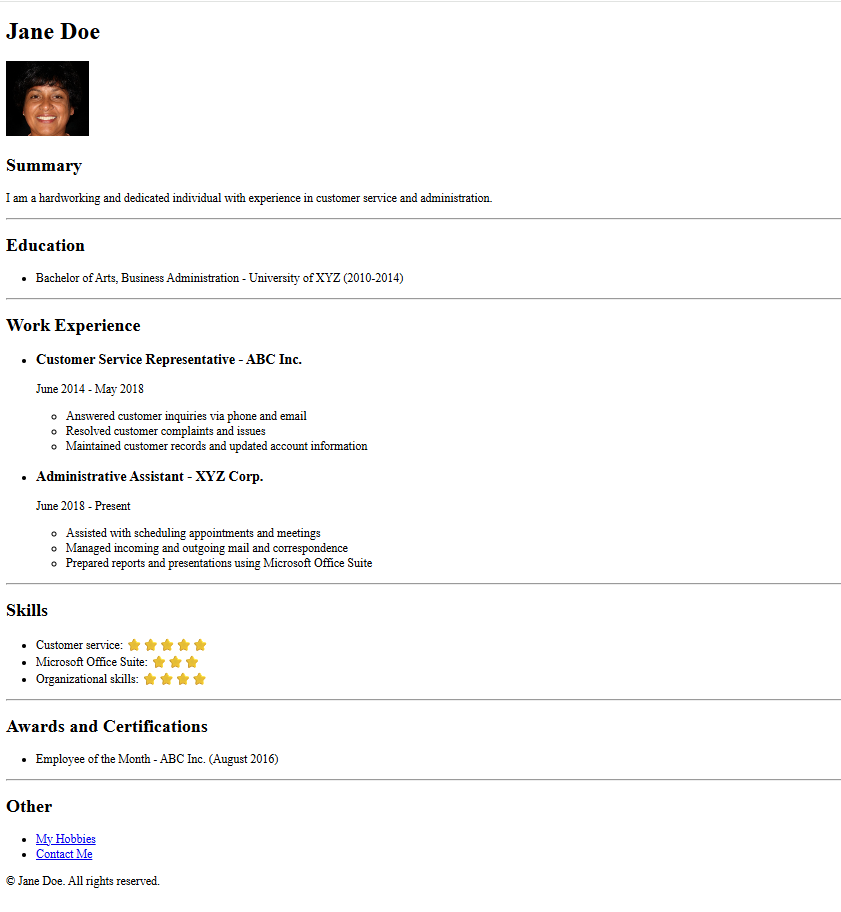 Jane Doe
Summary
I am a hardworking and dedicated individual with experience in customer service and administration.
Education
Bachelor of Arts, Business Administration - University of XYZ (2010-2014)
Work Experience
Customer Service Representative - ABC Inc.
June 2014 - May 2018
Answered customer inquiries via phone and email
Resolved customer complaints and issues
Maintained customer records and updated account information
Administrative Assistant - XYZ Corp.
June 2018 - Present
Assisted with scheduling appointments and meetings
Managed incoming and outgoing mail and correspondence
Prepared reports and presentations using Microsoft Office Suite
Skills
Customer service: ⭐⭐⭐⭐⭐
Microsoft Office Suite: ⭐⭐⭐
Organizational skills: ⭐⭐⭐⭐
Awards and Certifications
Employee of the Month - ABC Inc. (August 2016)
Other
My Hobbies
Contact Me
© Jane Doe. All rights reserved.